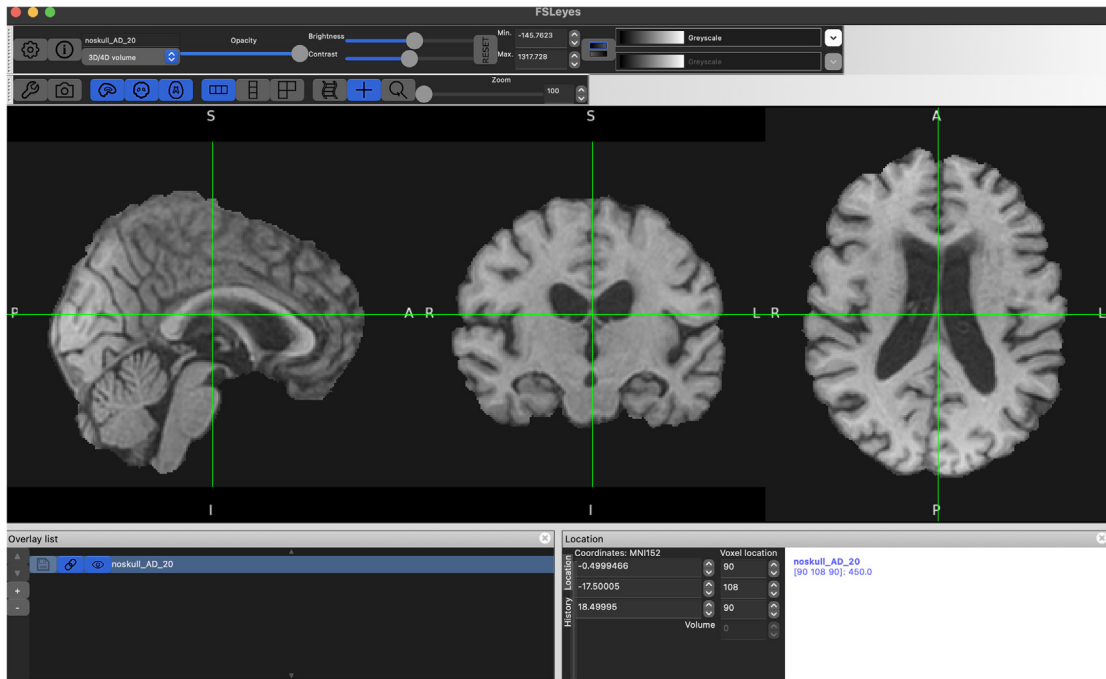 FSLeyes
noskull_AD_20
3D/4D volume
Opacity
Brightness
Contrast
RESET
Min.
-145.7623
Max.
1317.728
Greyscale
Greyscale
Zoom
100
S
S
A
P
A
R
L
R
L
I
I
P
Overlay list
noskull_AD_20
Location
Location
History
Coordinates: MNI152
Voxel location
-0.4999466
90
-17.50005
108
18.49995
90
Volume
0
noskull_AD_20
[90 108 90]: 450.0